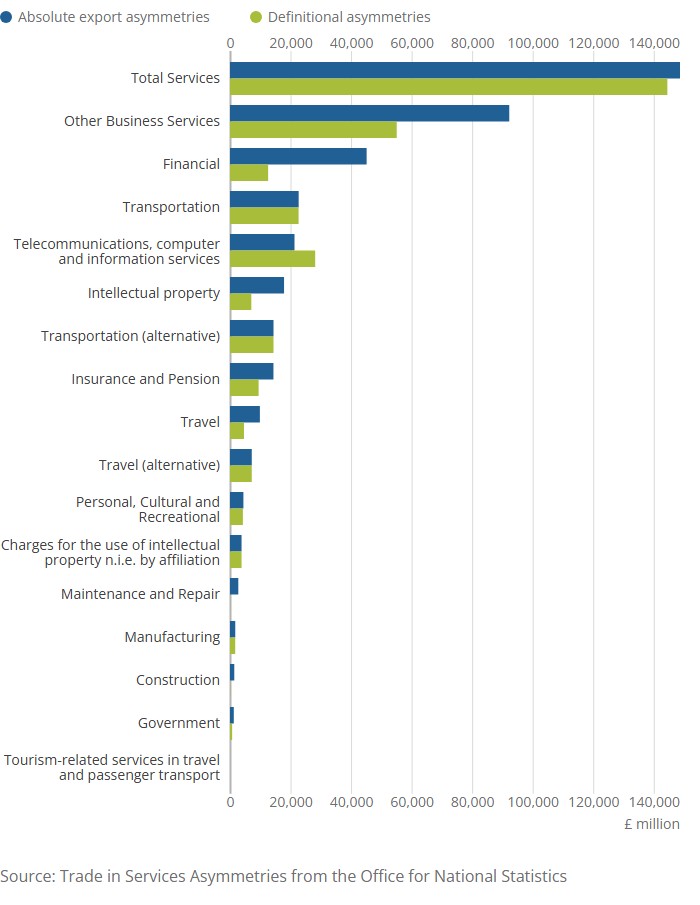 Absolute export asymmetries
Definitional asymmetries
0 20,000 40,000 60,000 80,000 100,000 120,000 140,000
Total Services
Other Business Services
Financial
Transportation
Telecommunications, computer
and information services
Intellectual property
Transportation (alternative)
Insurance and Pension
Travel
Travel (alternative)
Personal, Cultural and
Recreational
Charges for the use of intellectual
property n.i.e. by affiliation
Maintenance and Repair
Manufacturing
Construction
Government
Tourism-related services in travel
and passenger transport
0 20,000 40,000 60,000 80,000 100,000 120,000 140,000
£ million
Source: Trade in Services Asymmetries from the Office for National Statistics